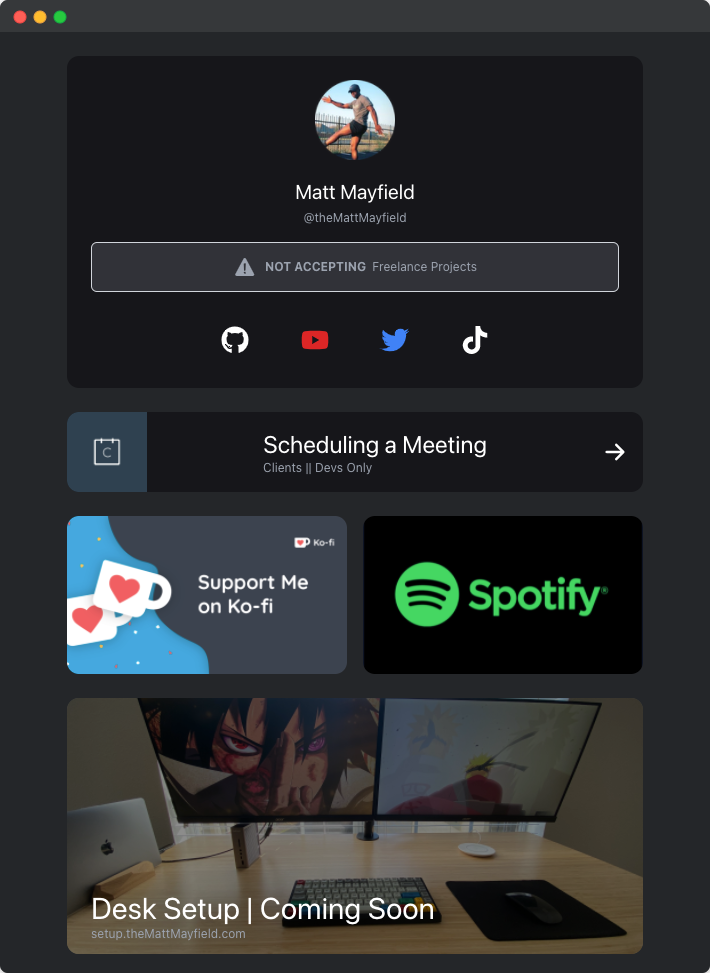 Matt Mayfield
@theMattMayfield
NOT ACCEPTING Freelance Projects
C
Scheduling a Meeting
Clients || Devs Only
Ko-fi
Support Me
on Ko-fi
Spotify®
Desk Setup | Coming Soon
setup.theMattMayfield.com